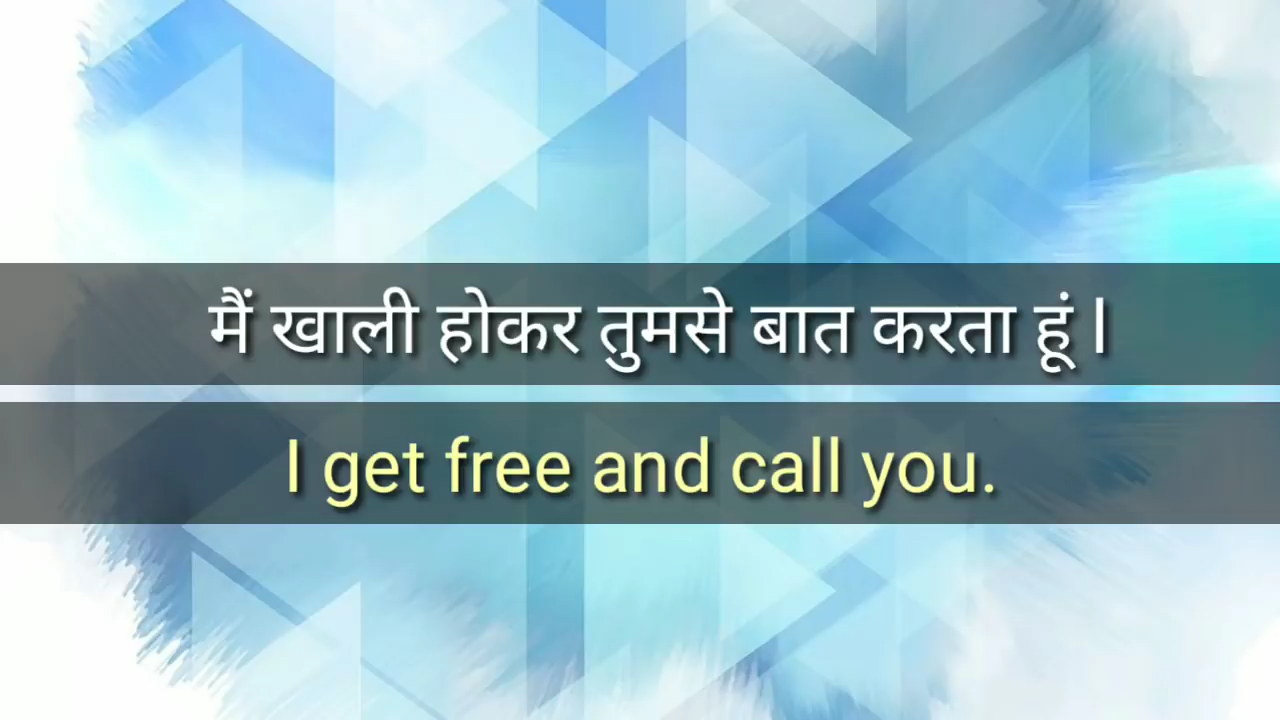 मैं खाली होकर तुमसे बात करता हूं l
I get free and call you.